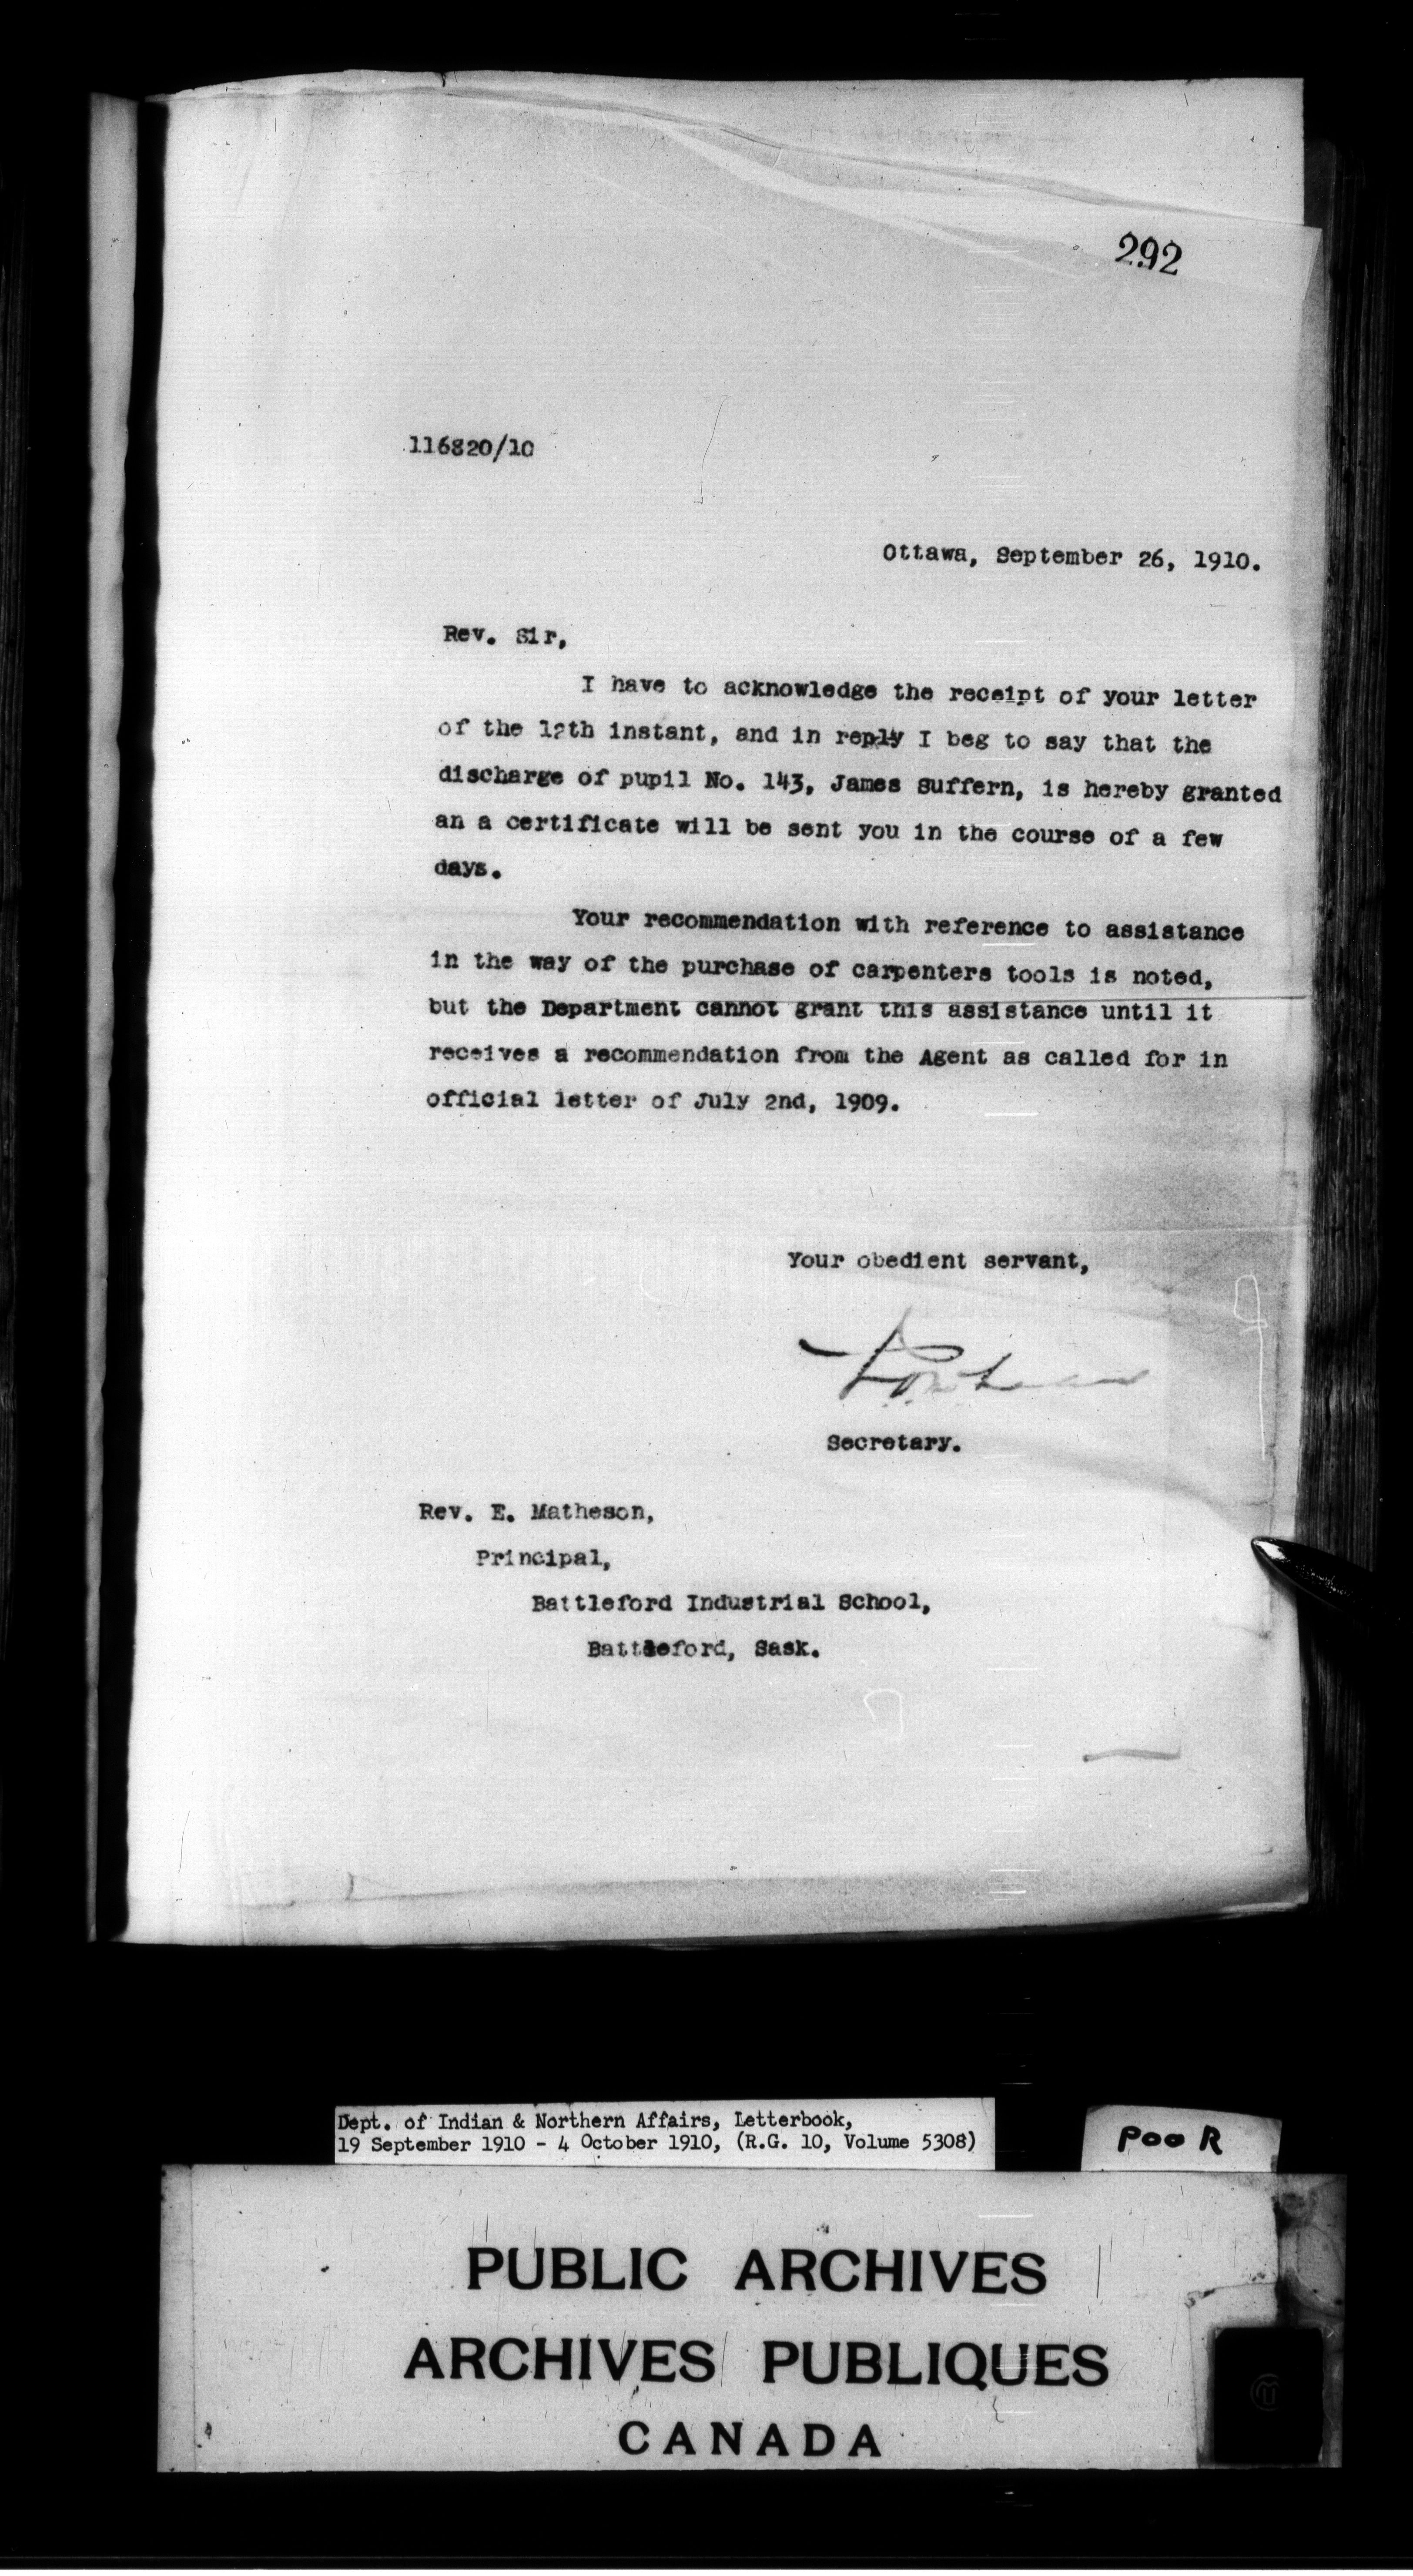 292
116820/10
Ottawa, September 26, 1910.
Rev. Sir,
I have to acknowledge the receipt of your letter
of the 12th instant, and in reply I beg to say that the
discharge of pupil No. 143, James Suffern, is hereby granted
an a certificate will be sent you in the course of a few
days.
Your recommendation with reference to assistance
in the way of the purchase of carpenters tools is noted,
but the Department cannot grant this assistance until it
receives a recommendation from the Agent as called for in
official letter of July 2nd, 1909.
Your obedient servant,
Secretary.
Rev. E. Matheson,
Principal,
Battleford Industrial School,
Battleford, Sask.
Dept. of Indian & Northern Affairs, Letterbook,
19 September 1910 - 4 October 1910, (R.G. 10, Volume 5308)
POOR
PUBLIC ARCHIVES
ARCHIVES PUBLIQUES
CANADA